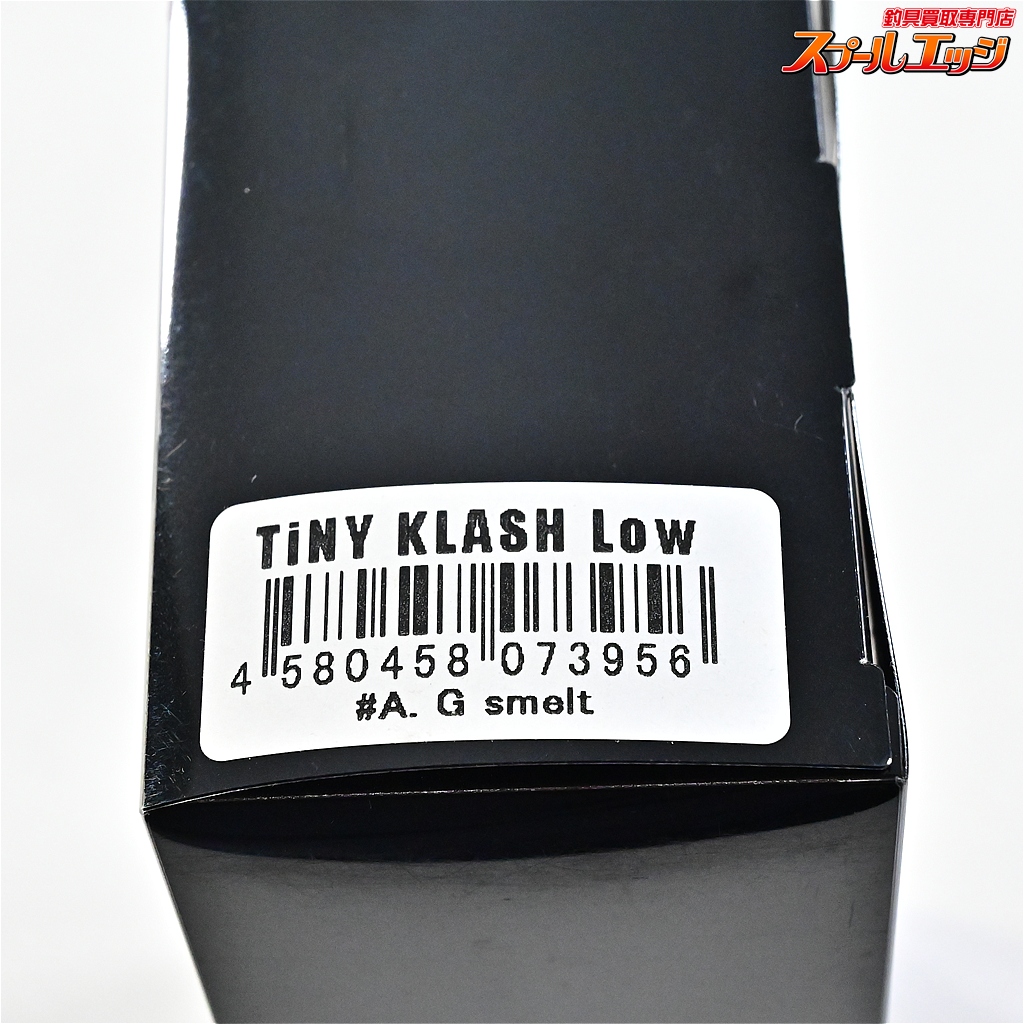 釣具買取専門店
スプールエッジ
TiNY KLASH Low
4 580458 073956
#A. G smelt